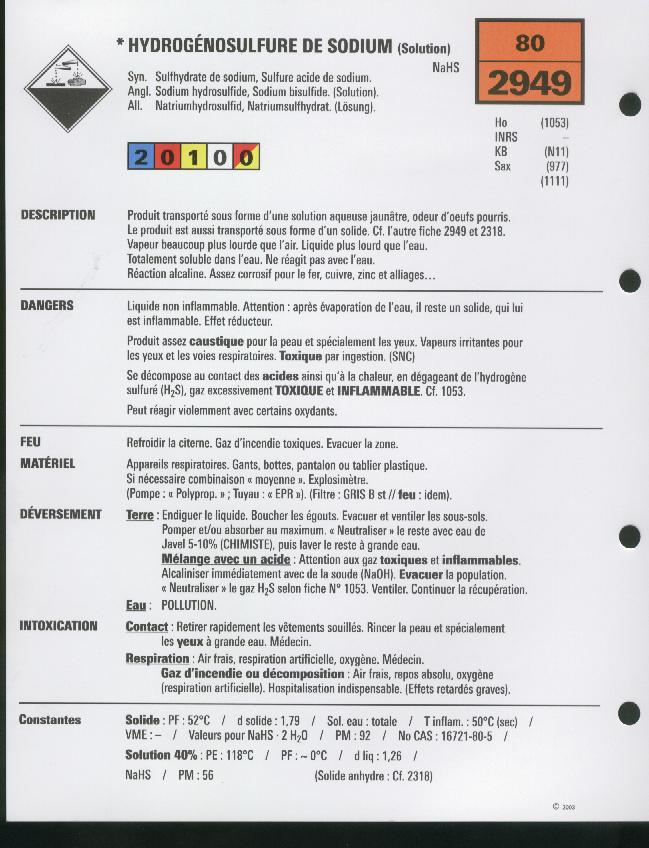 * HYDROGÉNOSULFURE DE SODIUM (Solution)
NaHS
80
2949
Syn. Sulfhydrate de sodium, Sulfure acide de sodium.
Angl. Sodium hydrosulfide, Sodium bisulfide. (Solution).
All. Natriumhydrosulfid, Natriumsulfhydrat. (Lösung).
Ho (1053)
INRS –
KB (N11)
Sax (977)
(1111)
2 0 1 0 0
DESCRIPTION
Produit transporté sous forme d'une solution aqueuse jaunâtre, odeur d'oeufs pourris.
Le produit est aussi transporté sous forme d'un solide. Cf. l'autre fiche 2949 et 2318.
Vapeur beaucoup plus lourde que l'air. Liquide plus lourd que l'eau.
Totalement soluble dans l'eau. Ne réagit pas avec l'eau.
Réaction alcaline. Assez corrosif pour le fer, cuivre, zinc et alliages...
DANGERS
Liquide non inflammable. Attention : après évaporation de l'eau, il reste un solide, qui lui
est inflammable. Effet réducteur.
Produit assez caustique pour la peau et spécialement les yeux. Vapeurs irritantes pour
les yeux et les voies respiratoires. Toxique par ingestion. (SNC)
Se décompose au contact des acides ainsi qu'à la chaleur, en dégageant de l'hydrogène
sulfuré (H2S), gaz excessivement TOXIQUE et INFLAMMABLE. Cf. 1053.
Peut réagir violemment avec certains oxydants.
FEU
Refroidir la citerne. Gaz d'incendie toxiques. Evacuer la zone.
MATÉRIEL
Appareils respiratoires. Gants, bottes, pantalon ou tablier plastique.
Si nécessaire combinaison « moyenne ». Explosimètre.
(Pompe : « Polyprop. » ; Tuyau : « EPR »). (Filtre : GRIS B st // feu : idem).
DÉVERSEMENT
Terre : Endiguer le liquide. Boucher les égouts. Evacuer et ventiler les sous-sols.
Pomper et/ou absorber au maximum. « Neutraliser » le reste avec eau de
Javel 5-10% (CHIMISTE), puis laver le reste à grande eau.
Mélange avec un acide : Attention aux gaz toxiques et inflammables.
Alcaliniser immédiatement avec de la soude (NaOH). Evacuer la population.
« Neutraliser » le gaz H2S selon fiche N° 1053. Ventiler. Continuer la récupération.
Eau : POLLUTION.
INTOXICATION
Contact : Retirer rapidement les vêtements souillés. Rincer la peau et spécialement
les yeux à grande eau. Médecin.
Respiration : Air frais, respiration artificielle, oxygène. Médecin.
Gaz d'incendie ou décomposition : Air frais, repos absolu, oxygène
(respiration artificielle). Hospitalisation indispensable. (Effets retardés graves).
Constantes
Solide : PF : 52°C / d solide : 1,79 / Sol. eau : totale / T inflam. : 50°C (sec) /
VME : – / Valeurs pour NaHS · 2 H2O / PM : 92 / No CAS : 16721-80-5 /
Solution 40% : PE : 118°C / PF : ~ 0°C / d liq : 1,26 /
NaHS / PM : 56 (Solide anhydre : Cf. 2318)
© 2003